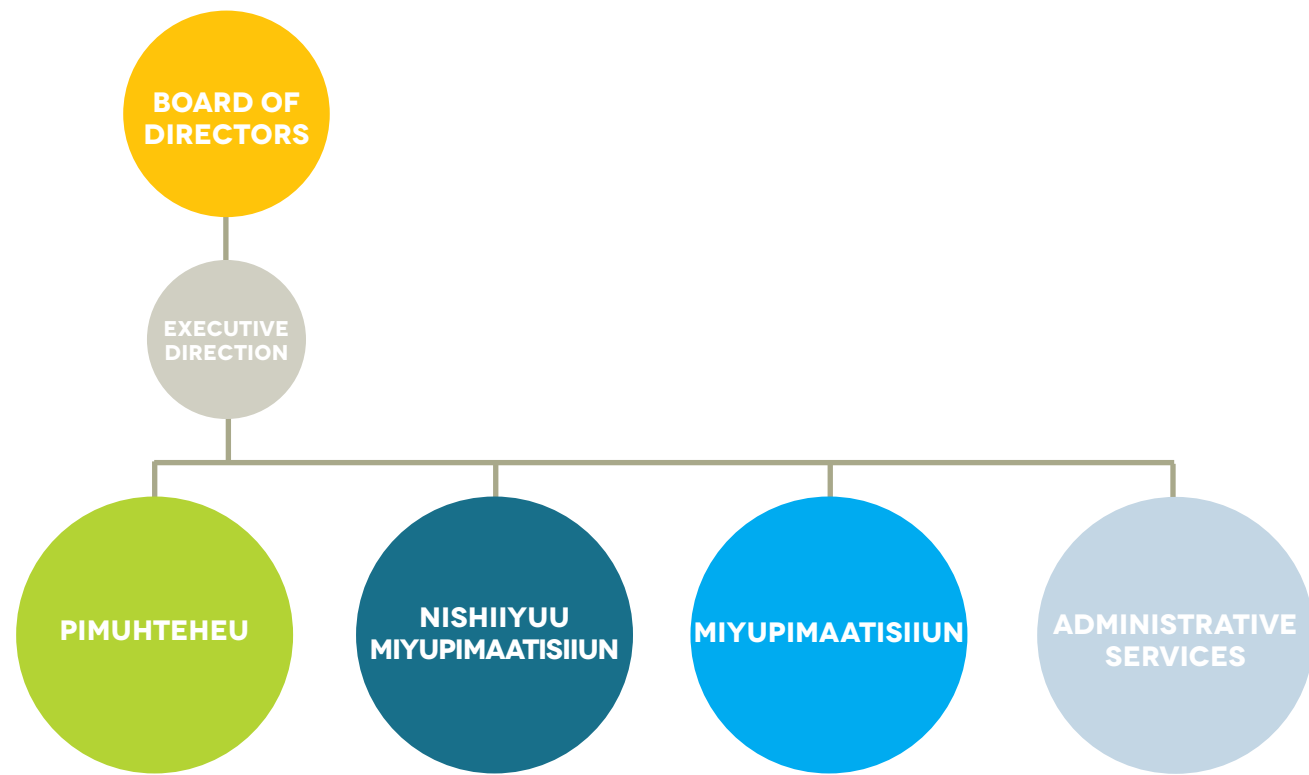 BOARD OF
DIRECTORS
EXECUTIVE
DIRECTION
PIMUHTEHEU
NISHIIYUU
MIYUPIMAATISIIUN
MIYUPIMAATISIIUN
ADMINISTRATIVE
SERVICES